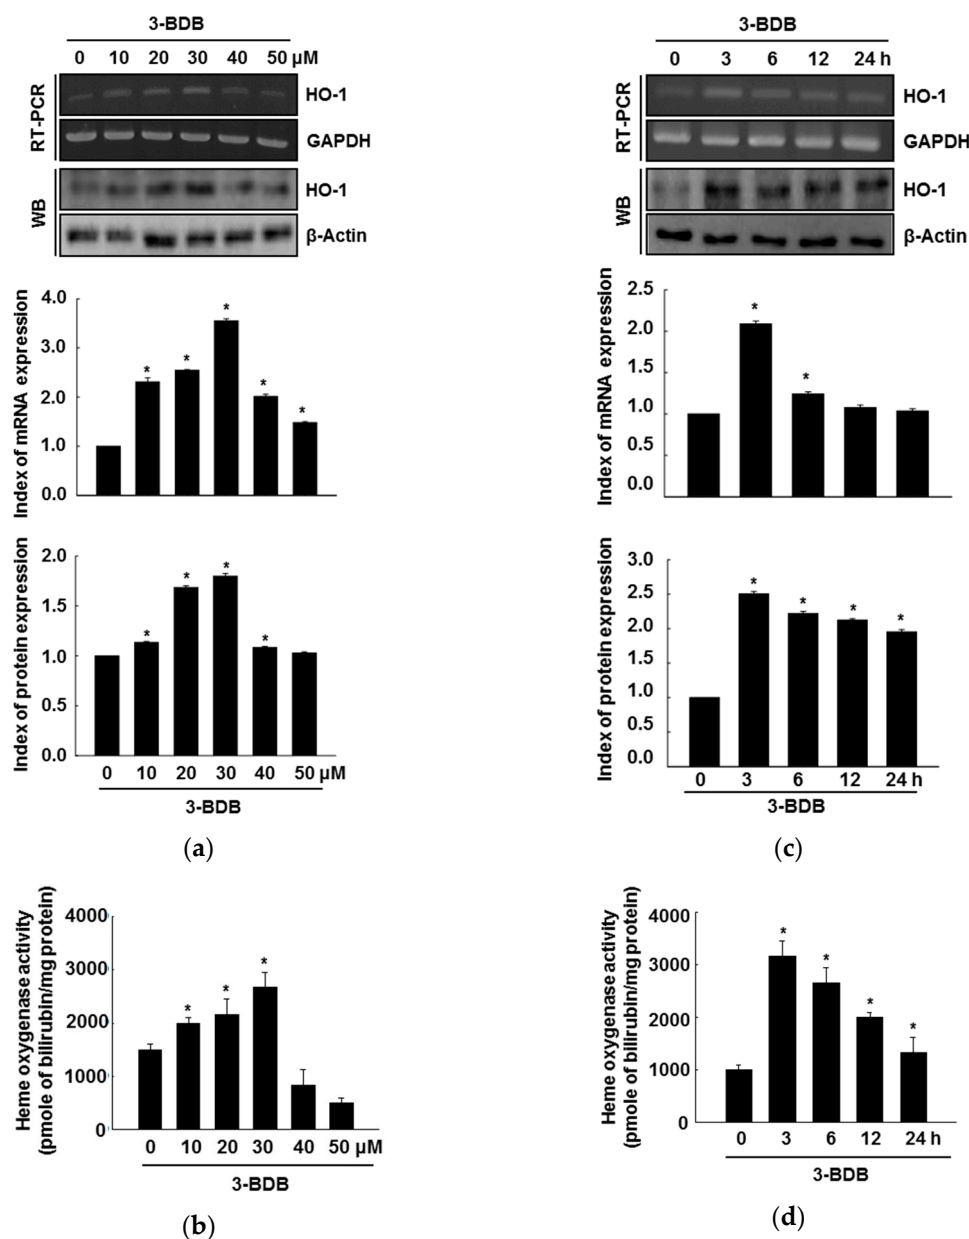 3-BDB
0 10 20 30 40 50 μM
RT-PCR
HO-1
GAPDH
WB
HO-1
β-Actin
Index of mRNA expression
4.0
3.0
2.0
1.0
0.0
* * * * *
Index of protein expression
2.0
1.5
1.0
0.5
0.0
* * * *
0 10 20 30 40 50 μM
3-BDB
(a)
Heme oxygenase activity
(pmole of bilirubin/mg protein)
4000
3000
2000
1000
0
* * *
0 10 20 30 40 50 μM
3-BDB
(b)
3-BDB
0 3 6 12 24 h
RT-PCR
HO-1
GAPDH
WB
HO-1
β-Actin
Index of mRNA expression
2.5
2.0
1.5
1.0
0.5
0.0
* *
Index of protein expression
3.0
2.5
2.0
1.5
1.0
0.5
0.0
* * * *
0 3 6 12 24 h
3-BDB
(c)
Heme oxygenase activity
(pmole of bilirubin/mg protein)
4000
3000
2000
1000
0
* * * *
0 3 6 12 24 h
3-BDB
(d)